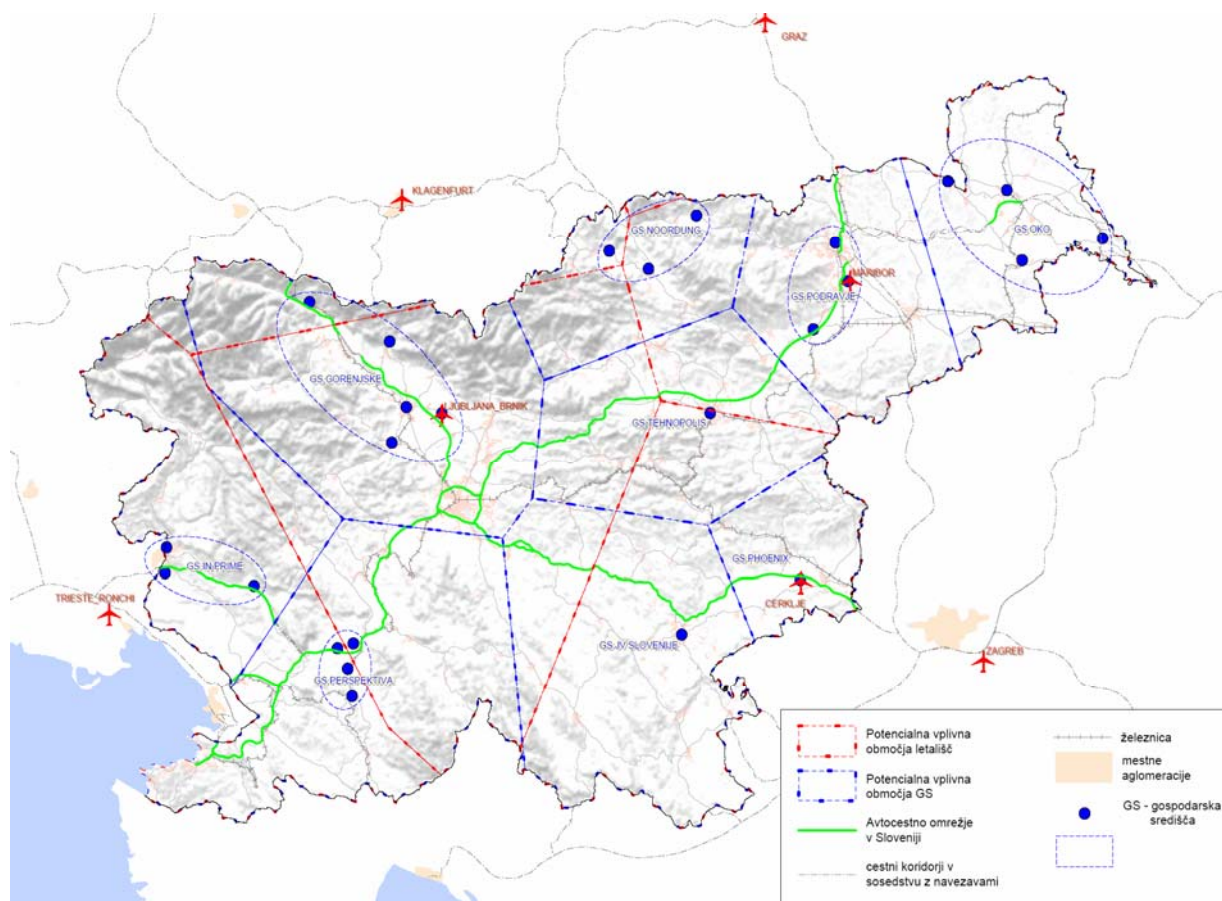 GRAZ
KLAGENFURT
GS NOORDUNG
GS OKO
MARIBOR
GS PODRAVJE
GS GORENJSKE
LJUBLJANA_BRNIK
GS TEHNOPOLIS
GS IN PRIME
GS PHOENIX
TRIESTE_RONCHI
CERKLJE
GS JV SLOVENIJE
ZAGREB
GS PERSPEKTIVA
Potencialna vplivna
območja letališč
Potencialna vplivna
območja GS
Avtocestno omrežje
v Sloveniji
cestni koridorji v
sosedstvu z navezavami
železnica
mestne
aglomeracije
GS - gospodarska
središča